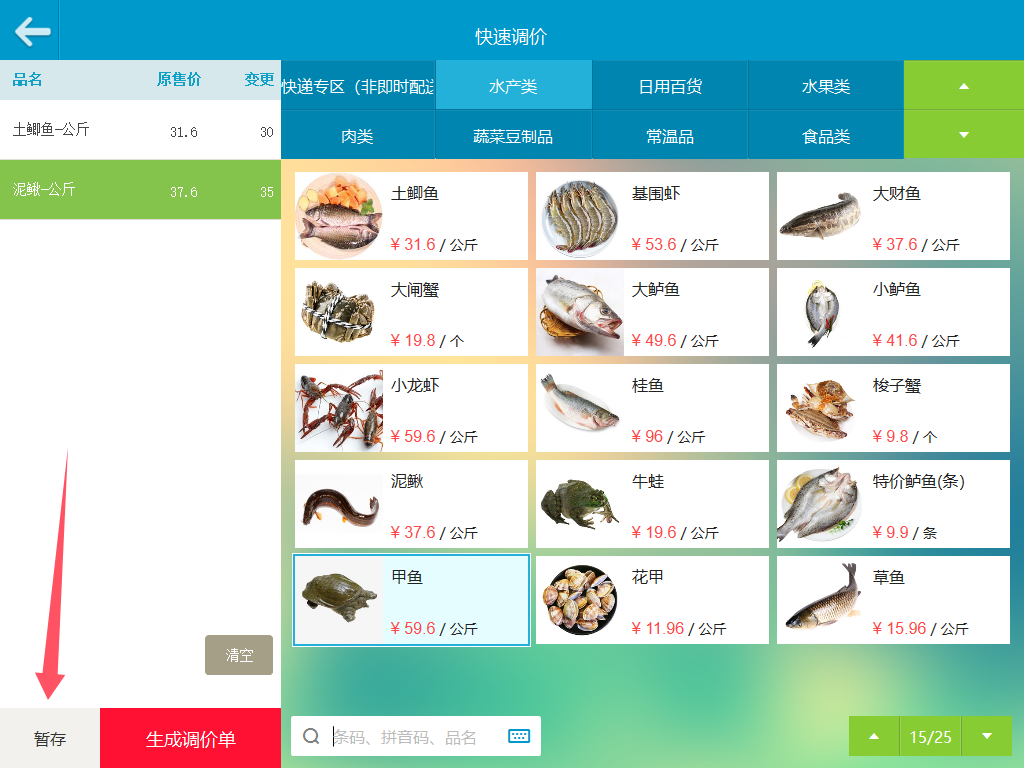 快速调价
品名 原售价 变更
土鲫鱼-公斤 31.6 30
泥鳅-公斤 37.6 35
清空
暂存 生成调价单
快递专区（非即时配送 水产类 日用百货 水果类
肉类 蔬菜豆制品 常温品 食品类
土鲫鱼 基围虾 大财鱼
¥ 31.6 / 公斤 ¥ 53.6 / 公斤 ¥ 37.6 / 公斤
大闸蟹 大鲈鱼 小鲈鱼
¥ 19.8 / 个 ¥ 49.6 / 公斤 ¥ 41.6 / 公斤
小龙虾 桂鱼 梭子蟹
¥ 59.6 / 公斤 ¥ 96 / 公斤 ¥ 9.8 / 个
泥鳅 牛蛙 特价鲈鱼(条)
¥ 37.6 / 公斤 ¥ 19.6 / 公斤 ¥ 9.9 / 条
甲鱼 花甲 草鱼
¥ 59.6 / 公斤 ¥ 11.96 / 公斤 ¥ 15.96 / 公斤
条码、拼音码、品名 15/25